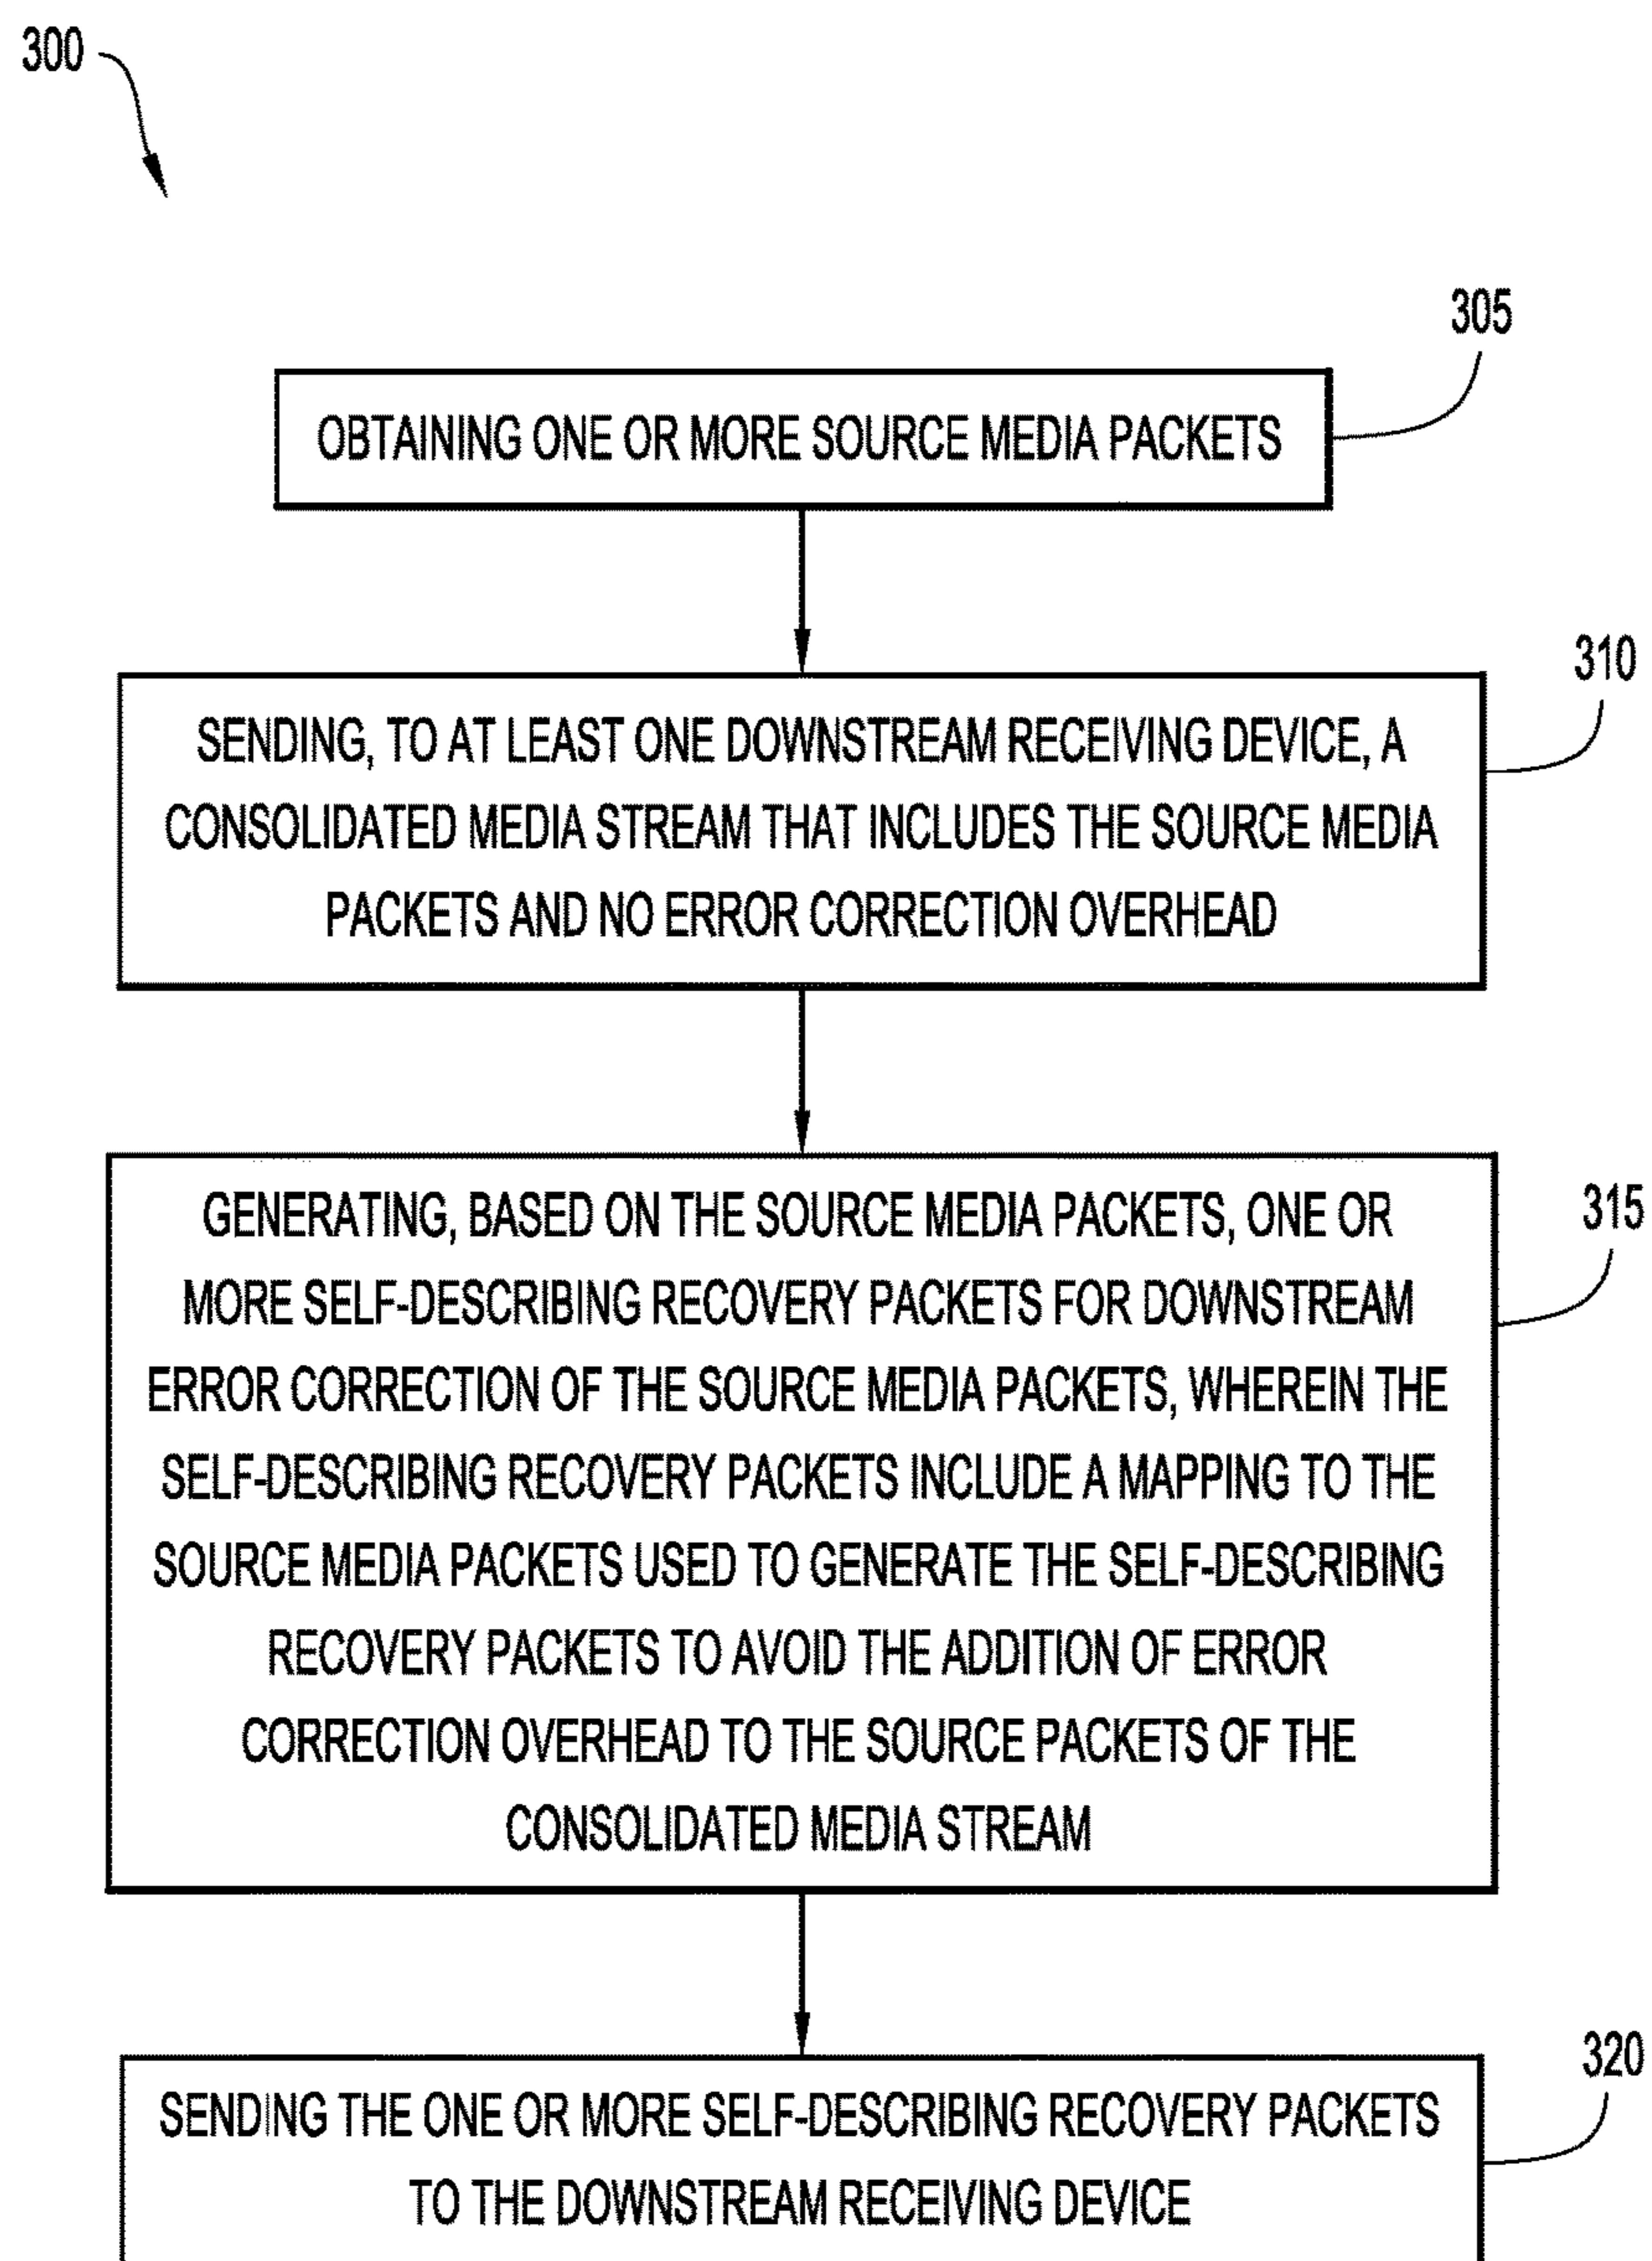 300
305
OBTAINING ONE OR MORE SOURCE MEDIA PACKETS
310
SENDING, TO AT LEAST ONE DOWNSTREAM RECEIVING DEVICE, A
CONSOLIDATED MEDIA STREAM THAT INCLUDES THE SOURCE MEDIA
PACKETS AND NO ERROR CORRECTION OVERHEAD
315
GENERATING, BASED ON THE SOURCE MEDIA PACKETS, ONE OR
MORE SELF-DESCRIBING RECOVERY PACKETS FOR DOWNSTREAM
ERROR CORRECTION OF THE SOURCE MEDIA PACKETS, WHEREIN THE
SELF-DESCRIBING RECOVERY PACKETS INCLUDE A MAPPING TO THE
SOURCE MEDIA PACKETS USED TO GENERATE THE SELF-DESCRIBING
RECOVERY PACKETS TO AVOID THE ADDITION OF ERROR
CORRECTION OVERHEAD TO THE SOURCE PACKETS OF THE
CONSOLIDATED MEDIA STREAM
320
SENDING THE ONE OR MORE SELF-DESCRIBING RECOVERY PACKETS
TO THE DOWNSTREAM RECEIVING DEVICE